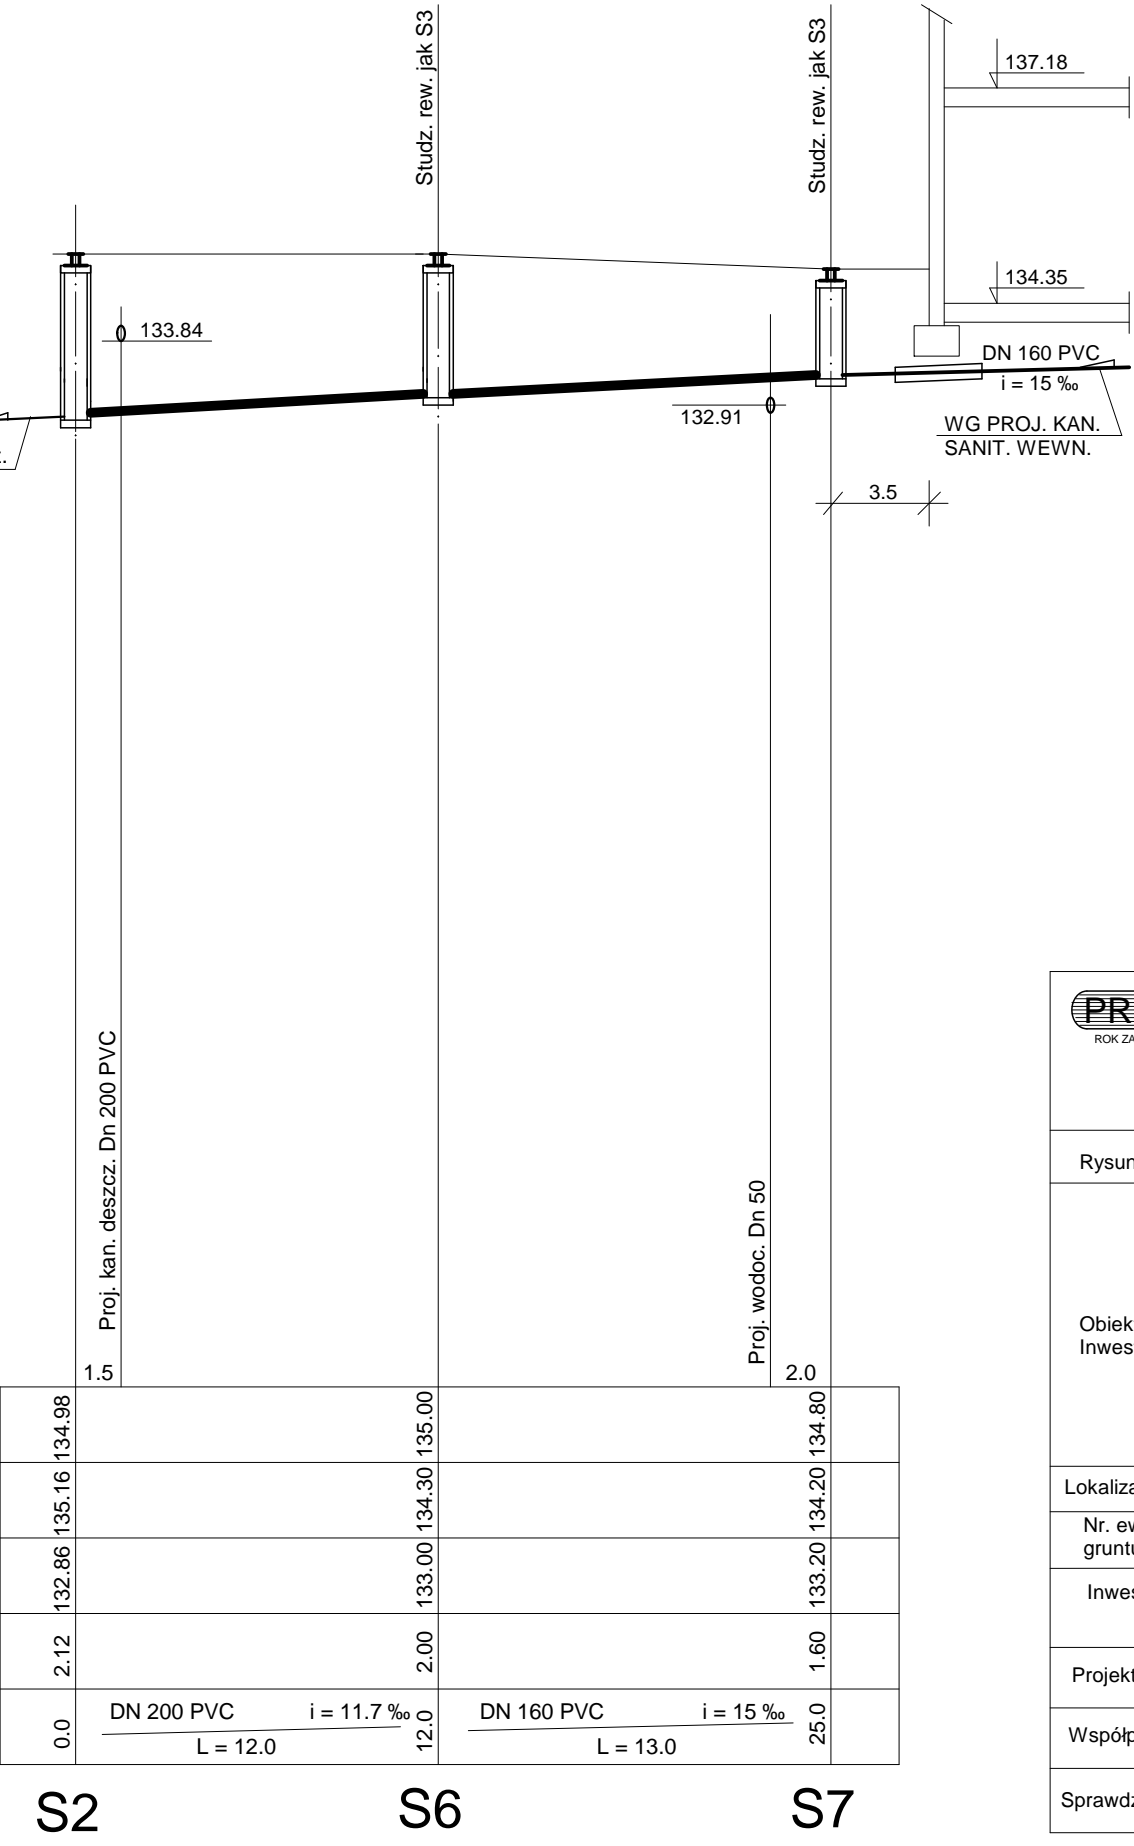 Studz. rew. jak S3
Studz. rew. jak S3
137.18
134.35
133.84
DN 160 PVC
i = 15 ‰
132.91
WG PROJ. KAN.
SANIT. WEWN.
3.5
PR
ROK ZA
Proj. kan. deszcz. Dn 200 PVC
Proj. wodoc. Dn 50
Rysun
Obiek
Inwes
1.5
2.0
134.98
135.00
134.80
135.16
134.30
134.20
Lokaliza
Nr. ew
gruntu
132.86
133.00
133.20
Inwes
2.12
2.00
1.60
Projekt
0.0
DN 200 PVC i = 11.7 ‰
L = 12.0
12.0
DN 160 PVC i = 15 ‰
L = 13.0
25.0
Współp
Sprawdz
S2
S6
S7